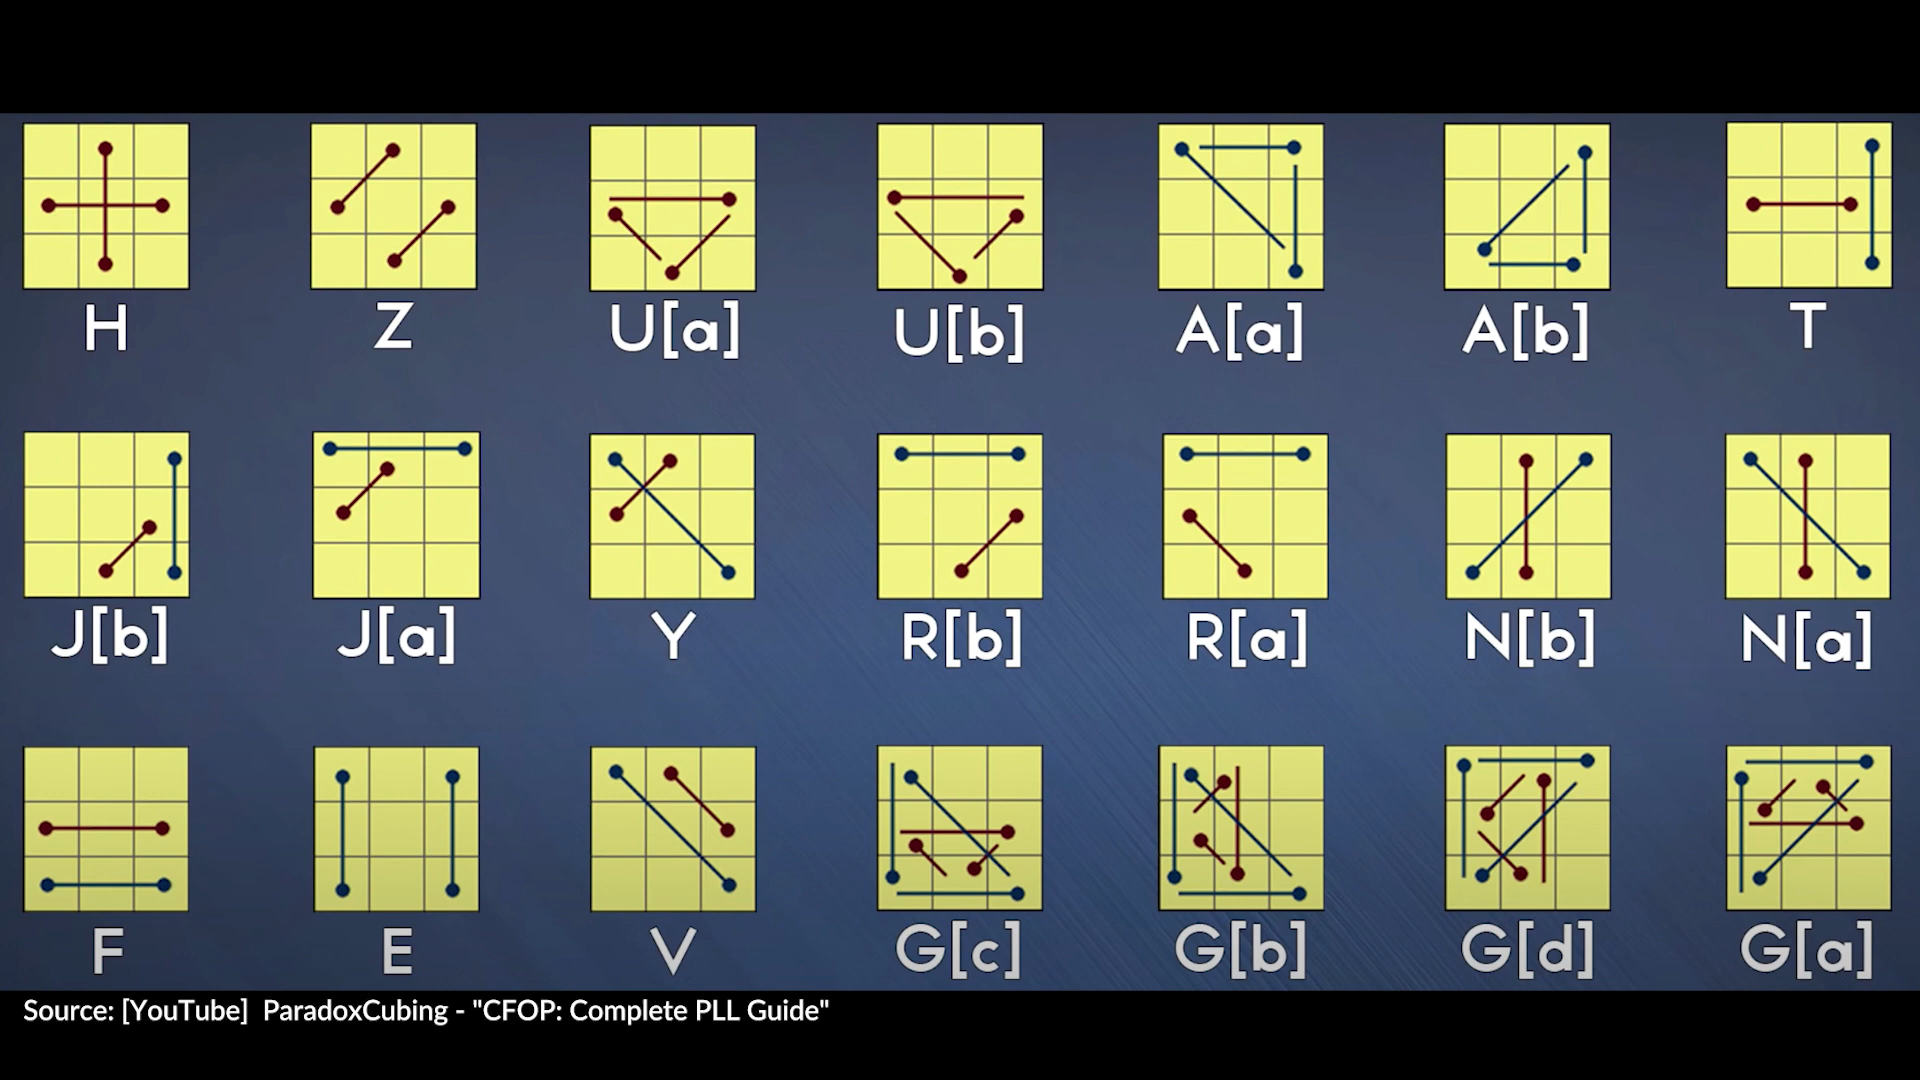 H Z U[a] U[b] A[a] A[b] T
J[b] J[a] Y R[b] R[a] N[b] N[a]
F E V G[c] G[b] G[d] G[a]
Source: [YouTube] ParadoxCubing - "CFOP: Complete PLL Guide"